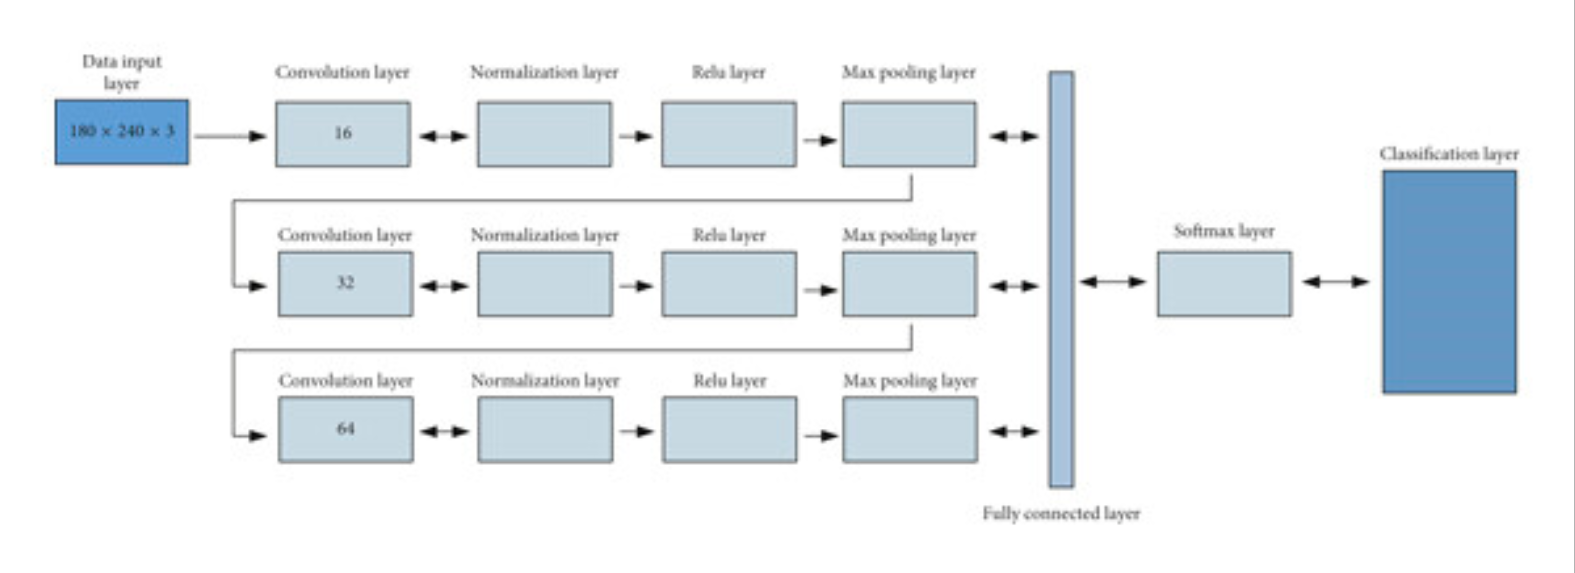 Data input
layer
180 × 240 × 3
Convolution layer
16
Normalization layer
Relu layer
Max pooling layer
Convolution layer
32
Normalization layer
Relu layer
Max pooling layer
Convolution layer
64
Normalization layer
Relu layer
Max pooling layer
Fully connected layer
Softmax layer
Classification layer